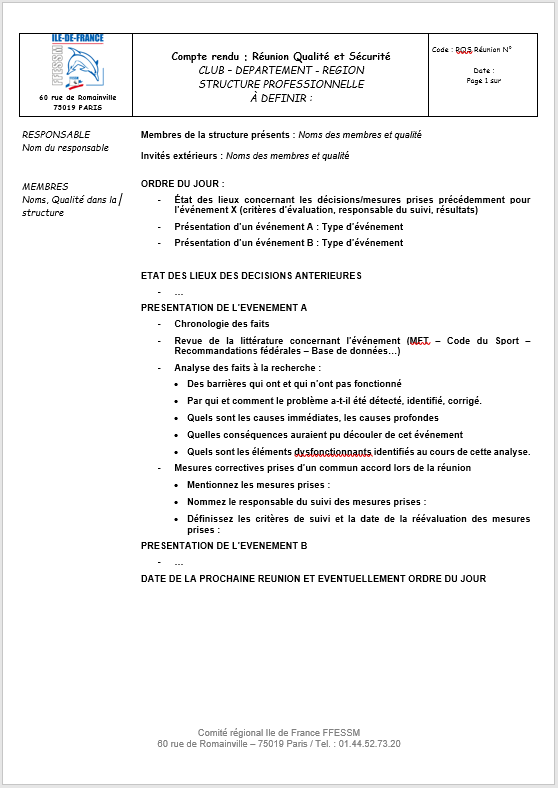 ILE-DE-FRANCE
FFESSM
60 rue de Romainville
75019 PARIS
Compte rendu : Réunion Qualité et Sécurité
CLUB – DEPARTEMENT - REGION
STRUCTURE PROFESSIONNELLE
À DEFINIR :
Code : RQS Réunion N°
Date :
Page 1 sur
RESPONSABLE
Nom du responsable
MEMBRES
Noms, Qualité dans la
structure
Membres de la structure présents : Noms des membres et qualité
Invités extérieurs : Noms des membres et qualité
ORDRE DU JOUR :
- État des lieux concernant les décisions/mesures prises précédemment pour
l'événement X (critères d'évaluation, responsable du suivi, résultats)
- Présentation d'un événement A : Type d'événement
- Présentation d'un événement B : Type d'événement
ETAT DES LIEUX DES DECISIONS ANTERIEURES
- ...
PRESENTATION DE L'EVENEMENT A
- Chronologie des faits
- Revue de la littérature concernant l'événement (MFT – Code du Sport –
Recommandations fédérales – Base de données…)
- Analyse des faits à la recherche :
• Des barrières qui ont et qui n'ont pas fonctionné
• Par qui et comment le problème a-t-il été détecté, identifié, corrigé.
• Quels sont les causes immédiates, les causes profondes
• Quelles conséquences auraient pu découler de cet événement
• Quels sont les éléments dysfonctionnants identifiés au cours de cette analyse.
- Mesures correctives prises d'un commun accord lors de la réunion
• Mentionnez les mesures prises :
• Nommez le responsable du suivi des mesures prises :
• Définissez les critères de suivi et la date de la réévaluation des mesures
prises :
PRESENTATION DE L'EVENEMENT B
- ...
DATE DE LA PROCHAINE REUNION ET EVENTUELLEMENT ORDRE DU JOUR
Comité régional Ile de France FFESSM
60 rue de Romainville – 75019 Paris / Tel. : 01.44.52.73.20